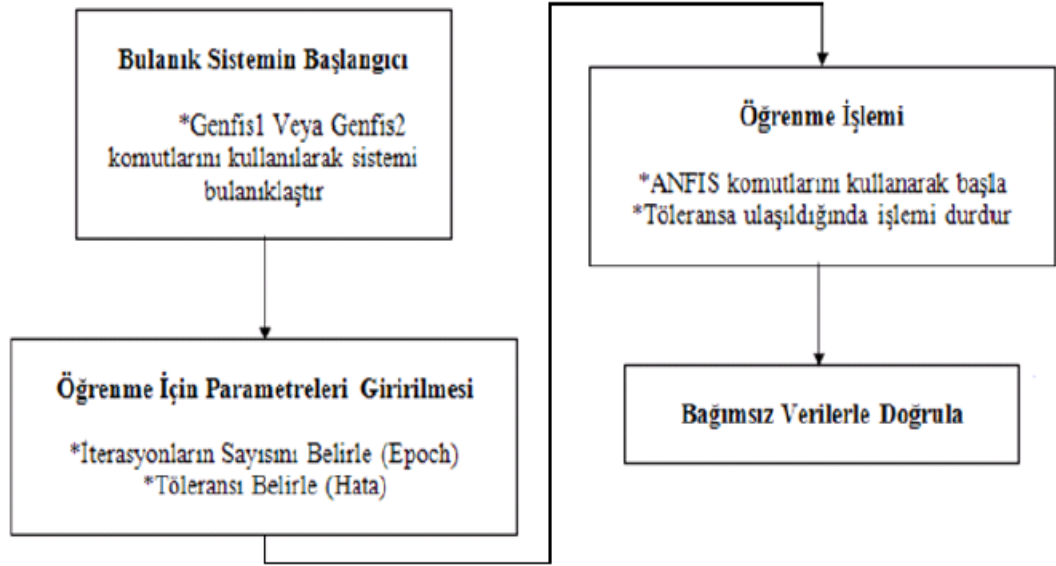 Bulanık Sistemin Başlangıcı
*Genfis1 Veya Genfis2
komutlarını kullanılarak sistemi
bulanıklaştır
Öğrenme İçin Parametreleri Giririlmesi
*İterasyonların Sayısını Belirle (Epoch)
*Töleransı Belirle (Hata)
Öğrenme İşlemi
*ANFIS komutlarını kullanarak başla
*Töleransa ulaşıldığında işlemi durdur
Bağımsız Verilerle Doğrula